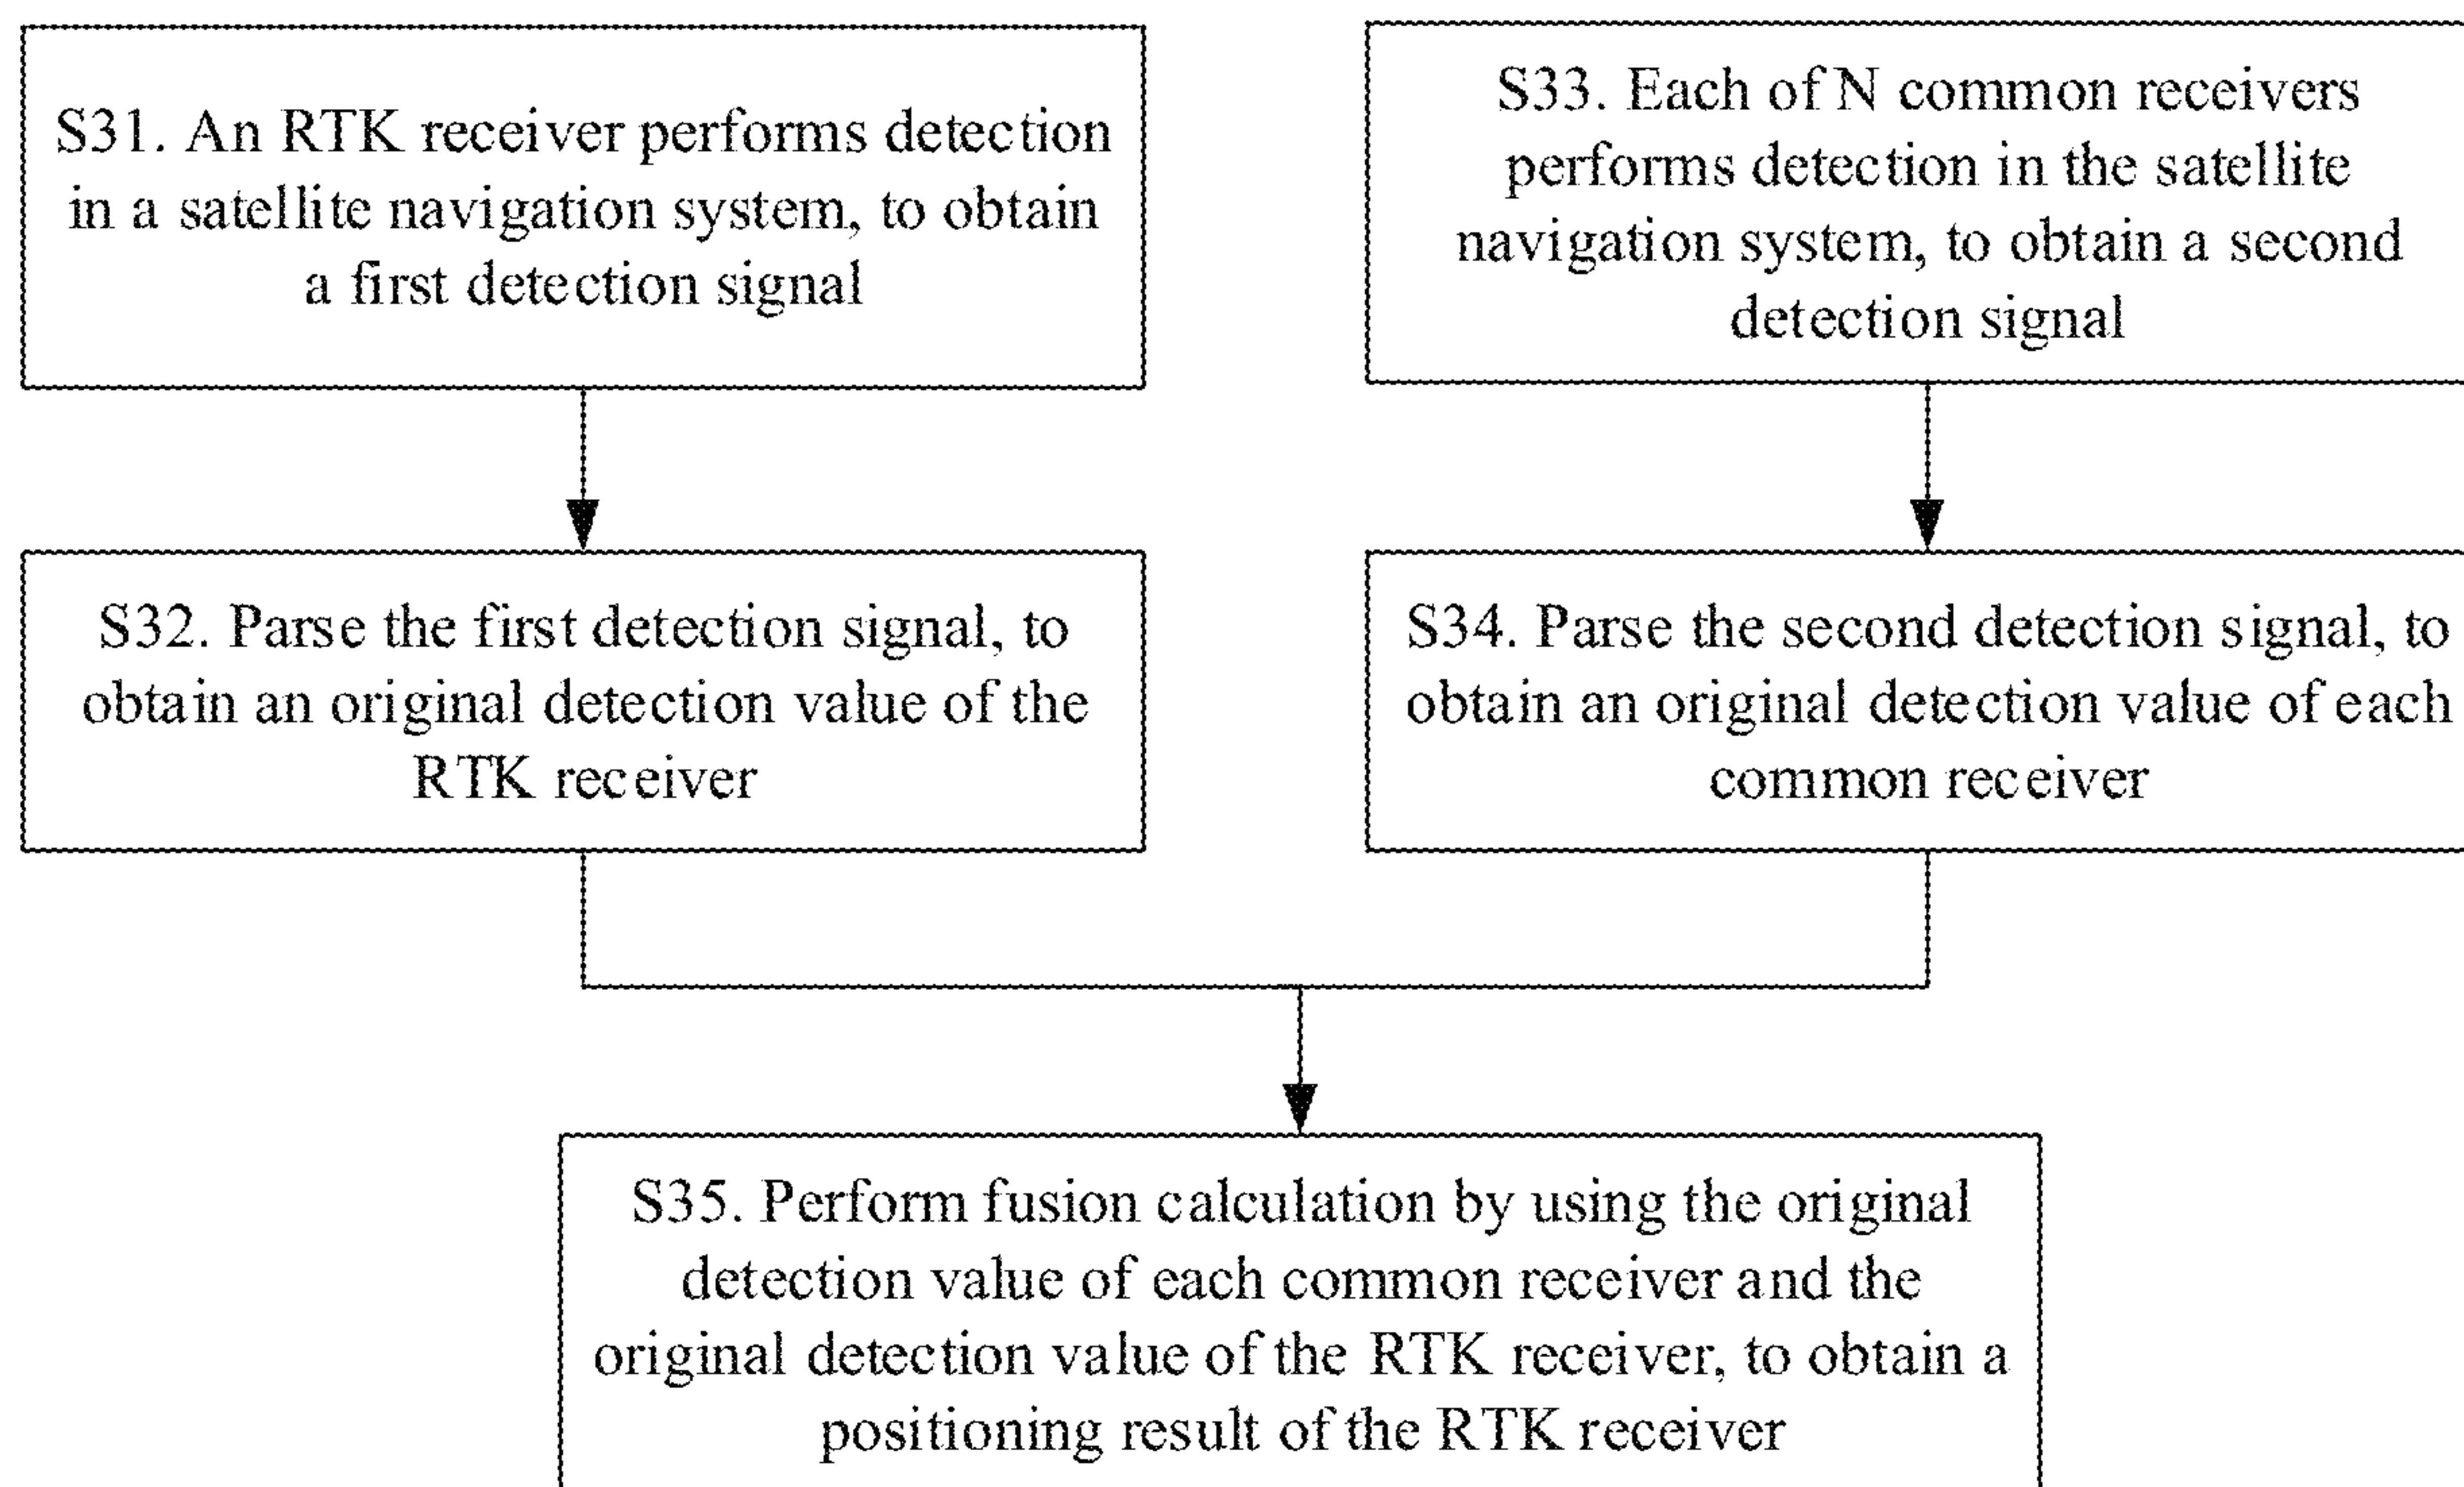 S31. An RTK receiver performs detection
in a satellite navigation system, to obtain
a first detection signal
S33. Each of N common receivers
performs detection in the satellite
navigation system, to obtain a second
detection signal
S32. Parse the first detection signal, to
obtain an original detection value of the
RTK receiver
S34. Parse the second detection signal, to
obtain an original detection value of each
common receiver
S35. Perform fusion calculation by using the original
detection value of each common receiver and the
original detection value of the RTK receiver, to obtain a
positioning result of the RTK receiver